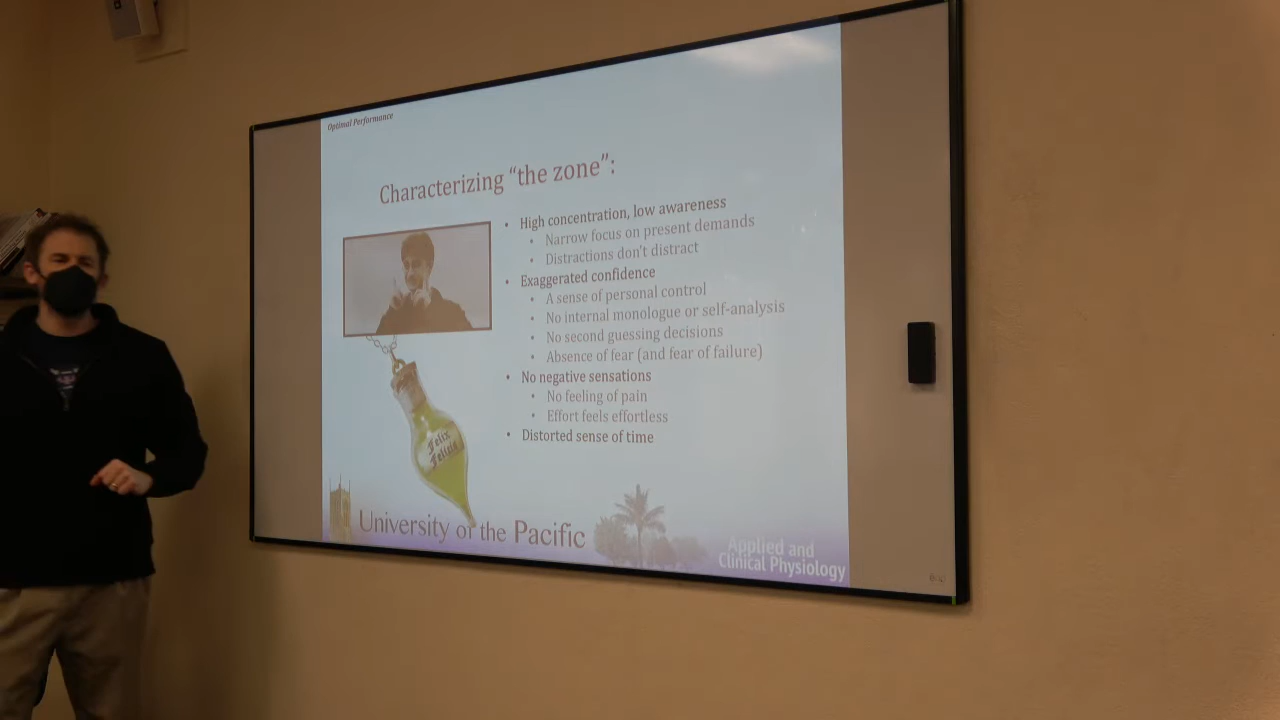 Optimal Performance
Characterizing “the zone”:
• High concentration, low awareness
• Narrow focus on present demands
• Distractions don’t distract
• Exaggerated confidence
• A sense of personal control
• No internal monologue or self-analysis
• No second guessing decisions
• Absence of fear (and fear of failure)
• No negative sensations
• No feeling of pain
• Effort feels effortless
• Distorted sense of time
Felix
Felicis
University of the Pacific
Applied and
Clinical Physiology